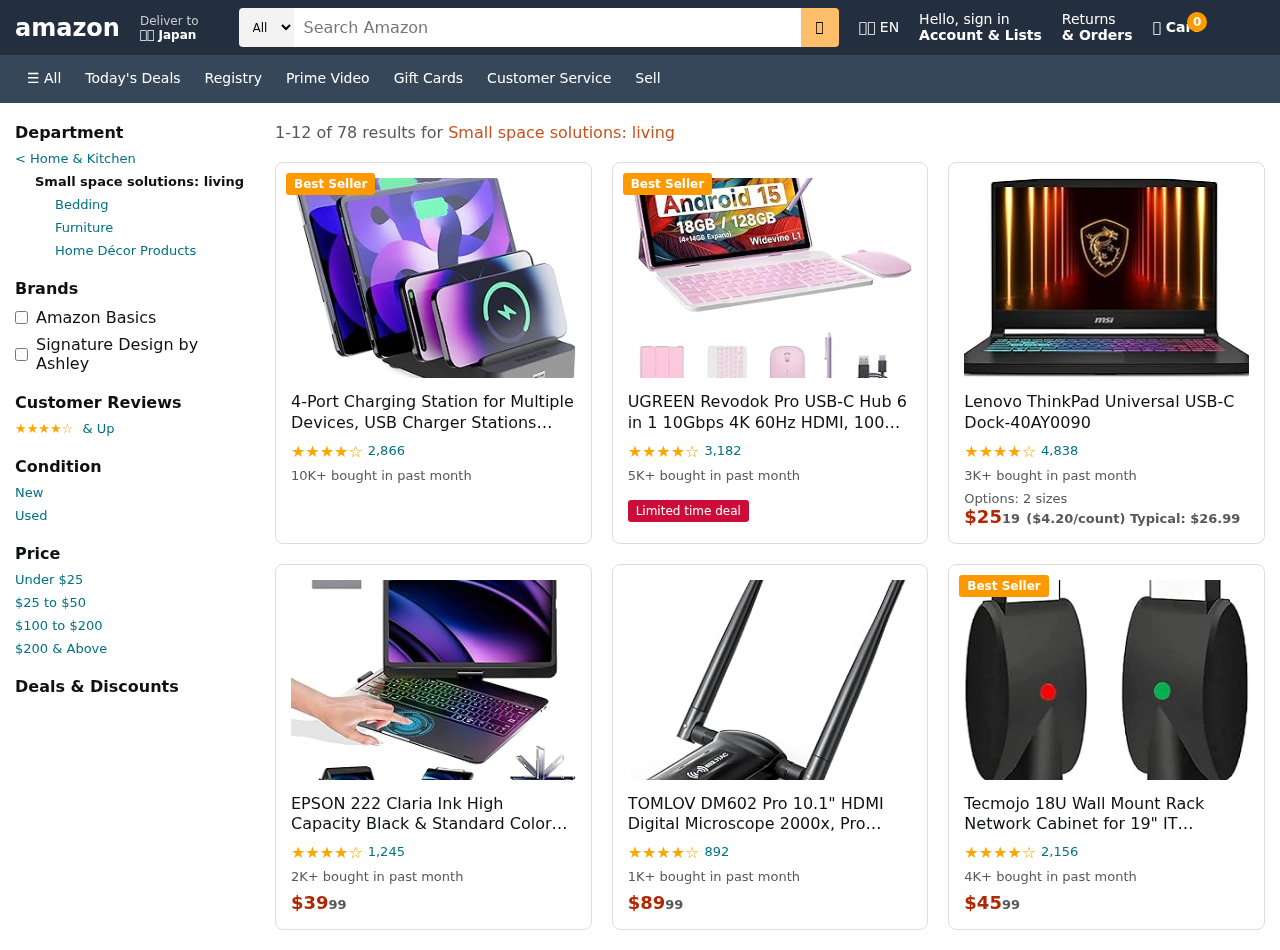 amazon
Deliver to
Japan
All
Search Amazon
EN
Hello, sign in
Account & Lists
Returns
& Orders
0
☰ All
Today's Deals
Registry
Prime Video
Gift Cards
Customer Service
Sell
Department
< Home & Kitchen
Small space solutions: living
Bedding
Furniture
Home Décor Products
Brands
Amazon Basics
Signature Design by
Ashley
Customer Reviews
★★★★☆ & Up
Condition
New
Used
Price
Under $25
$25 to $50
$100 to $200
$200 & Above
Deals & Discounts
1-12 of 78 results for Small space solutions: living
Best Seller
4-Port Charging Station for Multiple
Devices, USB Charger Stations…
★★★★☆ 2,866
10K+ bought in past month
Best Seller
Android 15
18GB / 128GB
(4+14GB Expand)
Widevine L1
UGREEN Revodok Pro USB-C Hub 6
in 1 10Gbps 4K 60Hz HDMI, 100…
★★★★☆ 3,182
5K+ bought in past month
Limited time deal
msi
Lenovo ThinkPad Universal USB-C
Dock-40AY0090
★★★★☆ 4,838
3K+ bought in past month
Options: 2 sizes
$25 19 ($4.20/count) Typical: $26.99
EPSON 222 Claria Ink High
Capacity Black & Standard Color…
★★★★☆ 1,245
2K+ bought in past month
$39 99
TOMLOV DM602 Pro 10.1" HDMI
Digital Microscope 2000x, Pro…
★★★★☆ 892
1K+ bought in past month
$89 99
Best Seller
Tecmojo 18U Wall Mount Rack
Network Cabinet for 19" IT…
★★★★☆ 2,156
4K+ bought in past month
$45 99